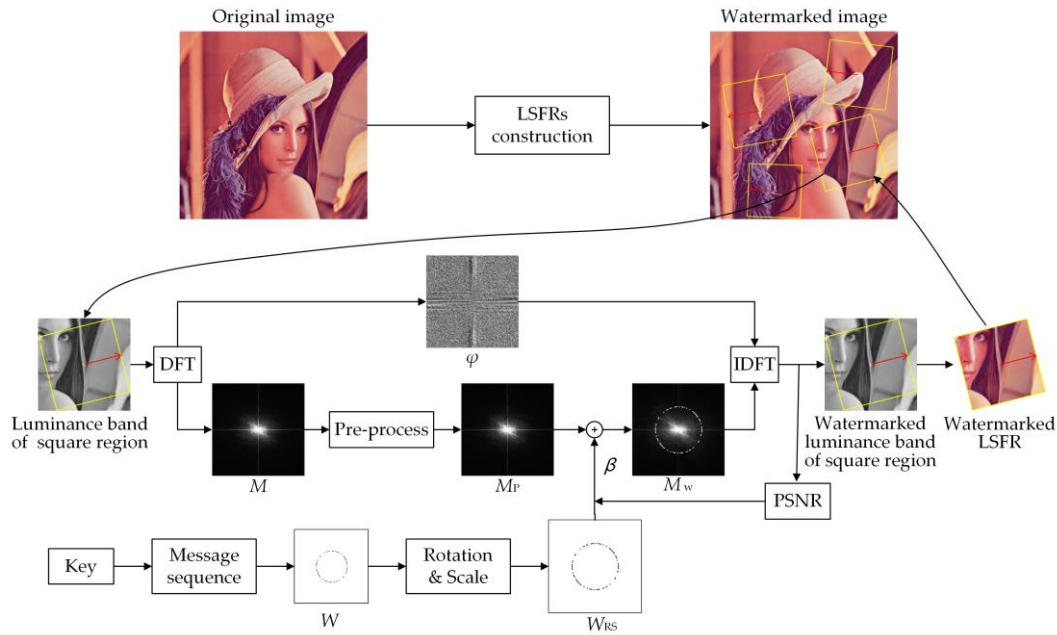 Original image
Watermarked image
LSFRs
construction
φ
DFT
IDFT
Luminance band
of square region
Pre-process
M
M_P
+
β
M_w
Watermarked
luminance band
of square region
Watermarked
LSFR
PSNR
Key
Message
sequence
W
Rotation
& Scale
W_RS